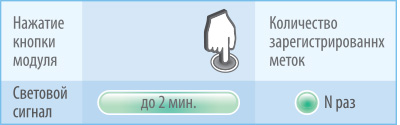 Нажатие
кнопки
модуля
Количество
зарегистрированнх
меток
Световой
сигнал
до 2 мин.
N раз